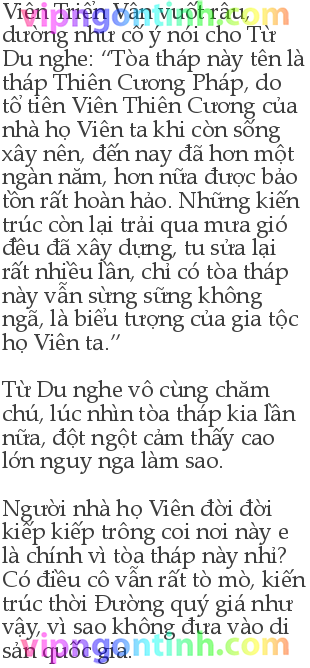 Viên Triển Vân vuốt râu,
dường như cố ý nói cho Từ
Du nghe: “Tòa tháp này tên là
tháp Thiên Cương Pháp, do
tổ tiên Viên Thiên Cương của
nhà họ Viên ta khi còn sống
xây nên, đến nay đã hơn một
ngàn năm, hơn nữa được bảo
tồn rất hoàn hảo. Những kiến
trúc còn lại trải qua mưa gió
đều đã xây dựng, tu sửa lại
rất nhiều lần, chỉ có tòa tháp
này vẫn sừng sững không
ngã, là biểu tượng của gia tộc
họ Viên ta.”
Từ Du nghe vô cùng chăm
chú, lúc nhìn tòa tháp kia lần
nữa, đột ngột cảm thấy cao
lớn nguy nga làm sao.
Người nhà họ Viên đời đời
kiếp kiếp trông coi nơi này e
là chính vì tòa tháp này nhỉ?
Có điều cô vẫn rất tò mò, kiến
trúc thời Đường quý giá như
vậy, vì sao không đưa vào di
sản quốc gia.
vipngontinh.com
vipngontinh.com